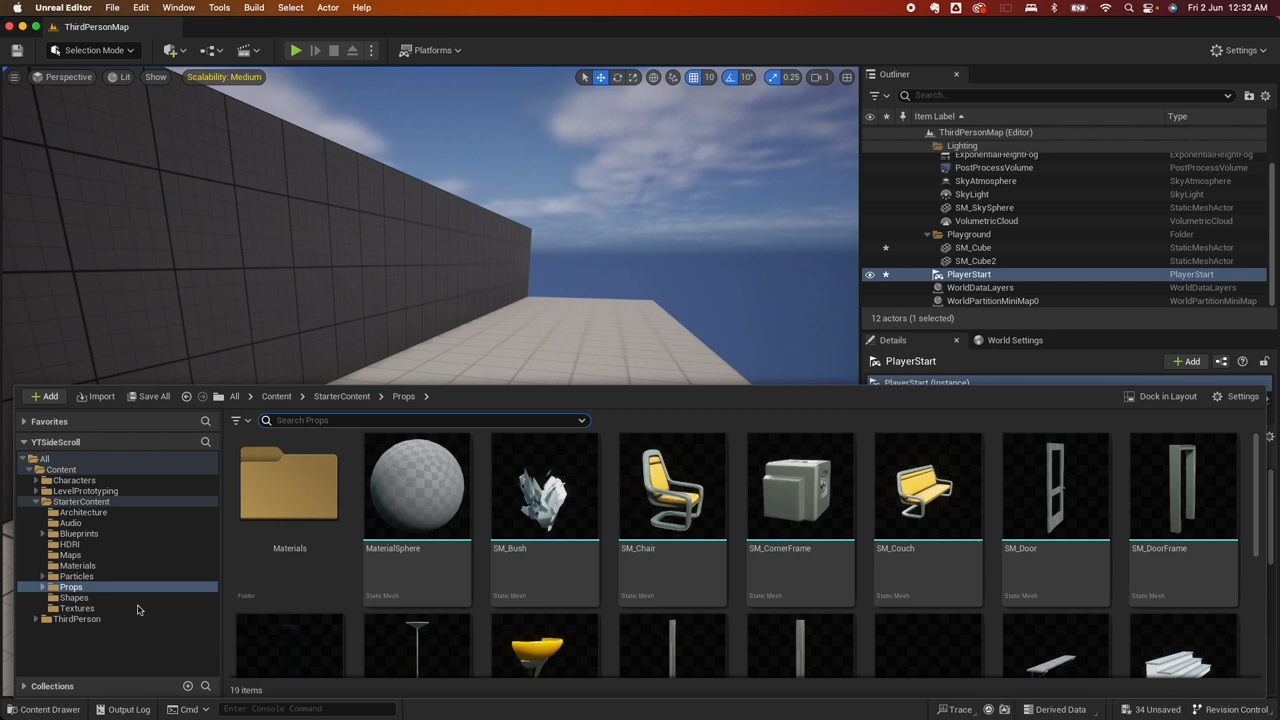 Unreal Editor File Edit Window Tools Build Select Actor Help Fri 2 Jun 12:32 AM
ThirdPersonMap
Selection Mode Platforms Settings
Perspective Lit Show Scalability: Medium 10 10° 0.25 1
Outliner
Search...
Item Label Type
ThirdPersonMap (Editor)
Lighting
ExponentialHeightFog ExponentialHeightFog
PostProcessVolume PostProcessVolume
SkyAtmosphere SkyAtmosphere
SkyLight SkyLight
SM_SkySphere StaticMeshActor
VolumetricCloud VolumetricCloud
Playground Folder
SM_Cube StaticMeshActor
SM_Cube2 StaticMeshActor
PlayerStart PlayerStart
WorldDataLayers WorldDataLayers
WorldPartitionMiniMap0 WorldPartitionMiniMap
12 actors (1 selected)
Details World Settings
PlayerStart Add
PlayerStart (Instance)
Add Import Save All All Content StarterContent Props Dock in Layout Settings
Favorites
Search Props
YTSideScroll
All
Content
Characters
LevelPrototyping
StarterContent
Architecture
Audio
Blueprints
HDRI
Maps
Materials
Particles
Props
Shapes
Textures
ThirdPerson
Collections
Materials MaterialSphere SM_Bush SM_Chair SM_CornerFrame SM_Couch SM_Door SM_DoorFrame
Folder Static Mesh Static Mesh Static Mesh Static Mesh Static Mesh Static Mesh Static Mesh
19 items
Content Drawer Output Log Cmd Enter Console Command Trace Derived Data 34 Unsaved Revision Control